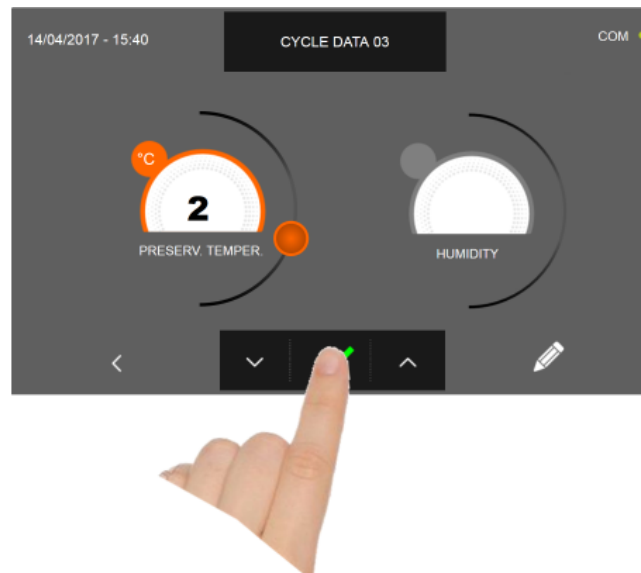 14/04/2017 - 15:40
CYCLE DATA 03
COM
°C
2
PRESERV. TEMPER.
HUMIDITY